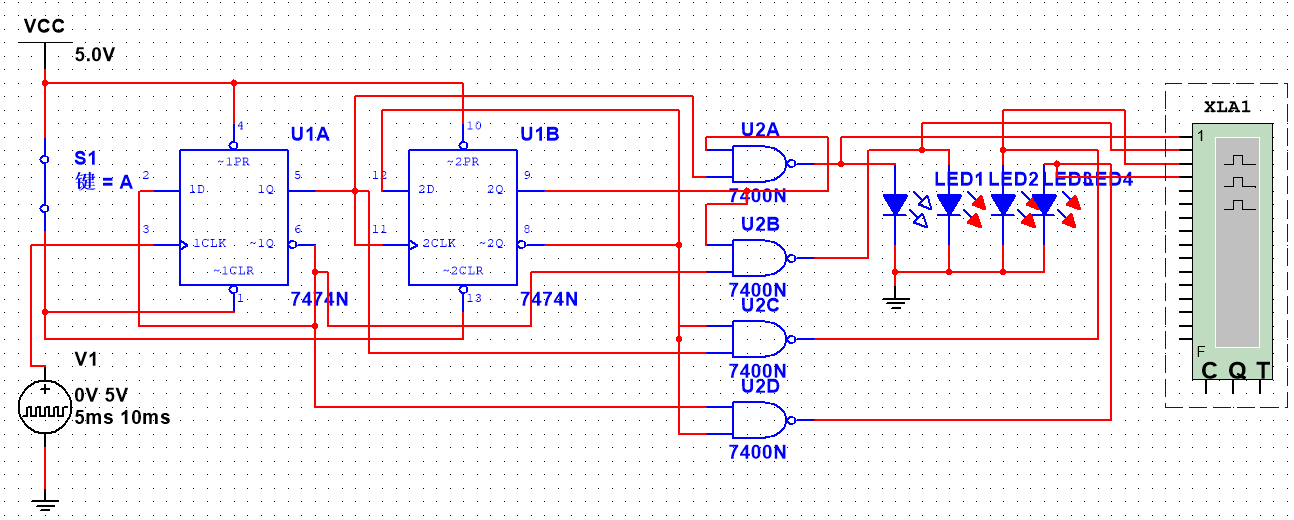 VCC
5.0V
S1
键 = A
U1A
4
~1PR
2
1D
1Q
5
3
1CLK
~1Q
6
~1CLR
1
7474N
U1B
10
~2PR
12
2D
2Q
9
11
2CLK
~2Q
8
~2CLR
13
7474N
U2A
7400N
U2B
7400N
U2C
7400N
U2D
7400N
LED1
LED2
LED3
LED4
XLA1
1
F
C Q T
V1
0V 5V
5ms 10ms